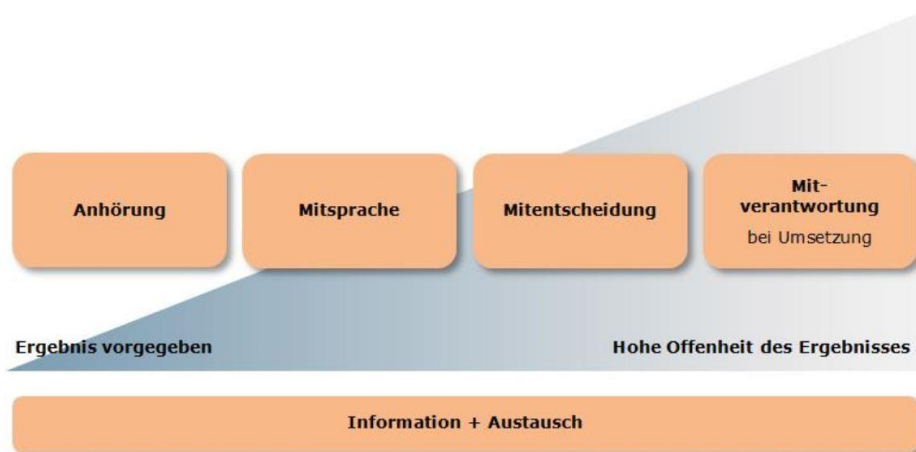 Anhörung
Mitsprache
Mitentscheidung
Mit-
verantwortung
bei Umsetzung
Ergebnis vorgegeben
Hohe Offenheit des Ergebnisses
Information + Austausch